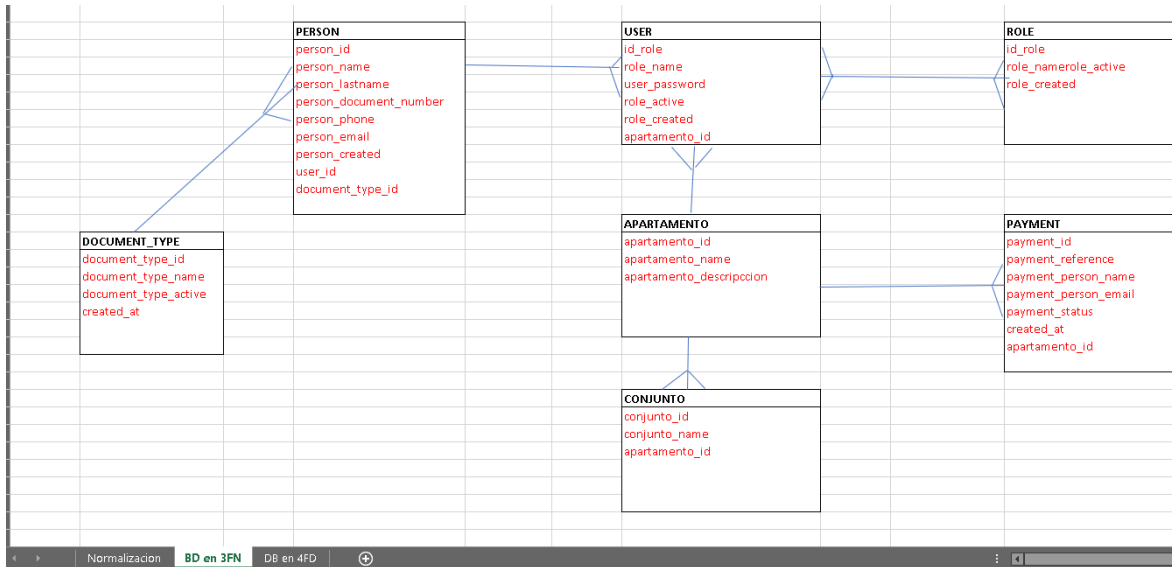 PERSON
person_id
person_name
person_lastname
person_document_number
person_phone
person_email
person_created
user_id
document_type_id
USER
id_role
role_name
user_password
role_active
role_created
apartamento_id
ROLE
id_role
role_namerole_active
role_created
DOCUMENT_TYPE
document_type_id
document_type_name
document_type_active
created_at
APARTAMENTO
apartamento_id
apartamento_name
apartamento_descripccion
PAYMENT
payment_id
payment_reference
payment_person_name
payment_person_email
payment_status
created_at
apartamento_id
CONJUNTO
conjunto_id
conjunto_name
apartamento_id
Normalizacion BD en 3FN DB en 4FD